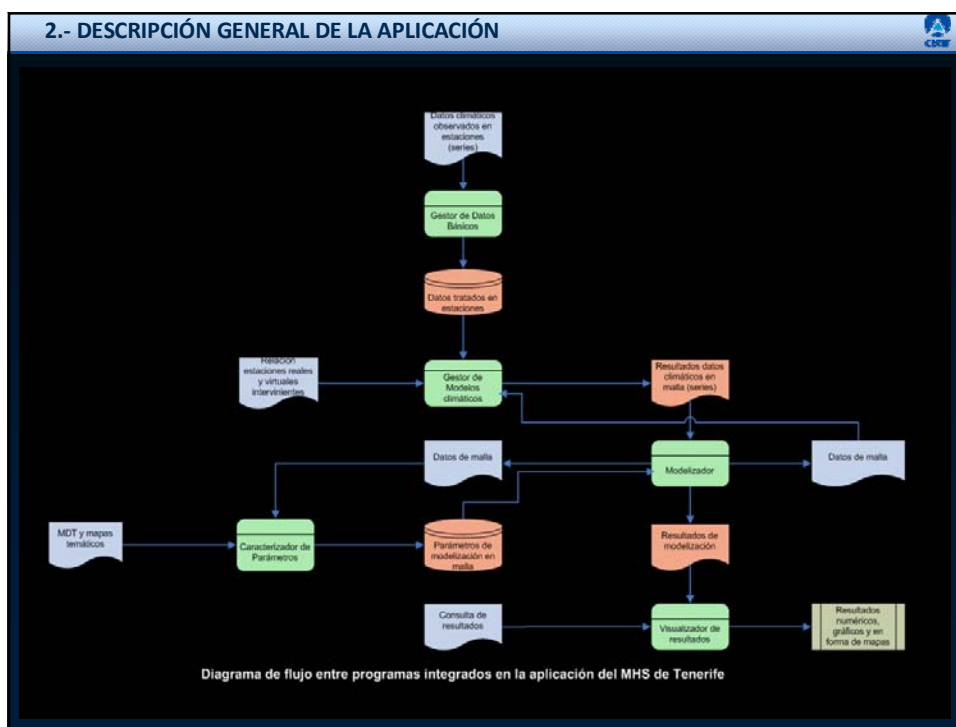 2.- DESCRIPCIÓN GENERAL DE LA APLICACIÓN
Datos climáticos
observados en
estaciones
(series)
Gestor de Datos
Básicos
Datos tratados en
estaciones
Relación
estaciones reales
y virtuales
intervinientes
Gestor de
Modelos
climáticos
Resultados datos
climáticos en
malla (series)
Datos de malla
Modelizador
Datos de malla
MDT y mapas
temáticos
Caracterizador de
Parámetros
Parámetros de
modelización en
malla
Resultados de
modelización
Consulta de
resultados
Visualizador de
resultados
Resultados
numéricos,
gráficos y en
forma de mapas
Diagrama de flujo entre programas integrados en la aplicación del MHS de Tenerife